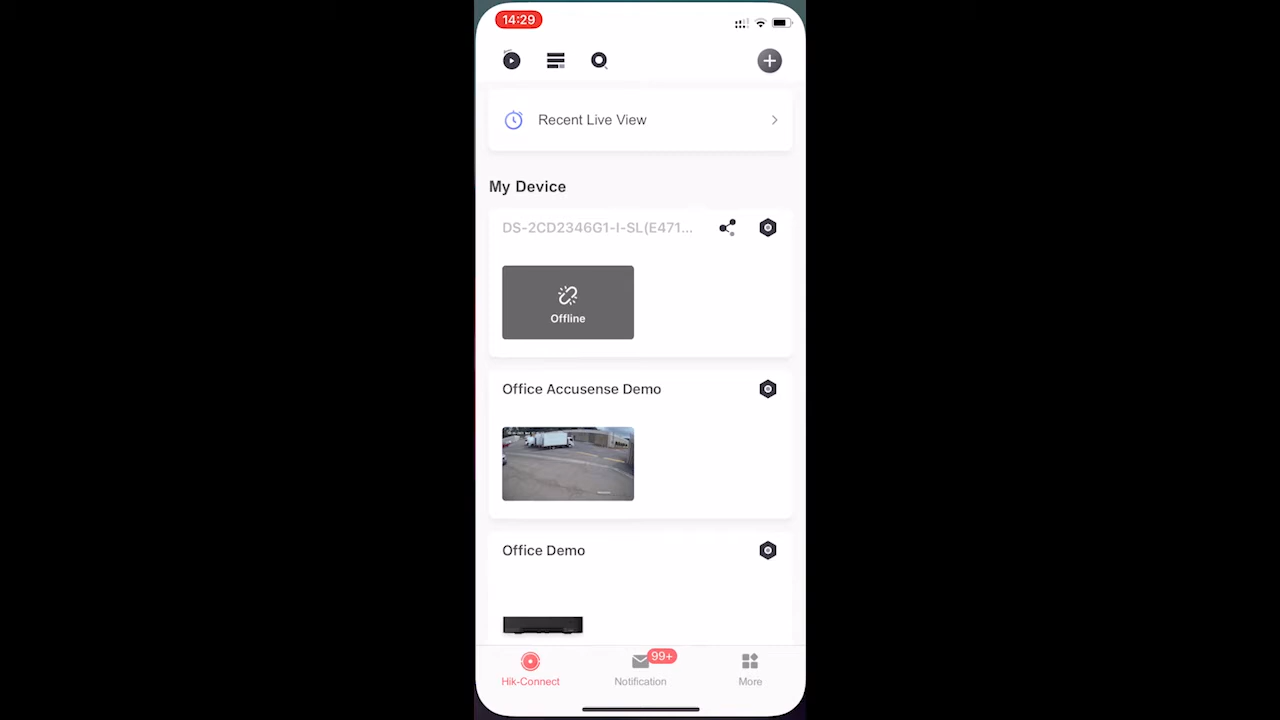 14:29
Recent Live View
My Device
DS-2CD2346G1-I-SL(E471...
Offline
Office Accusense Demo
Office Demo
Hik-Connect
99+
Notification
More